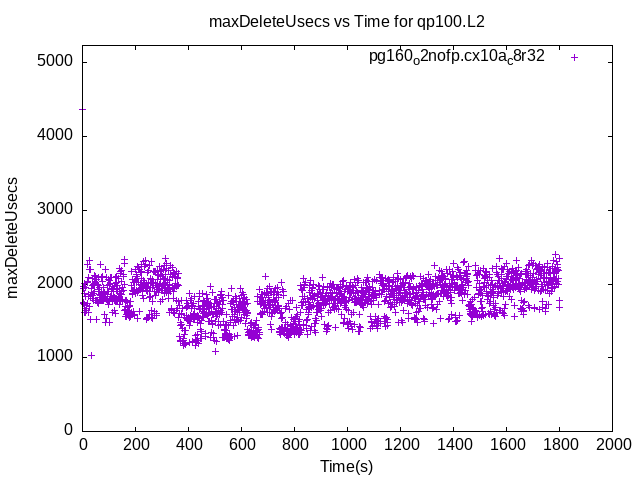 maxDeleteUsecs vs Time for qp100.L2
pg160o2nofp.cx10ac8r32
5000
4000
3000
2000
1000
0
maxDeleteUsecs
0 200 400 600 800 1000 1200 1400 1600 1800 2000
Time(s)